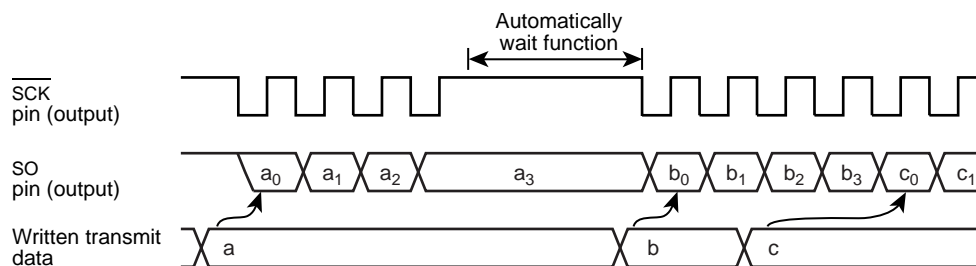 Automatically
wait function
SCK
pin (output)
SO
pin (output)
a0 a1 a2 a3 b0 b1 b2 b3 c0 c1
Written transmit
data
a b c